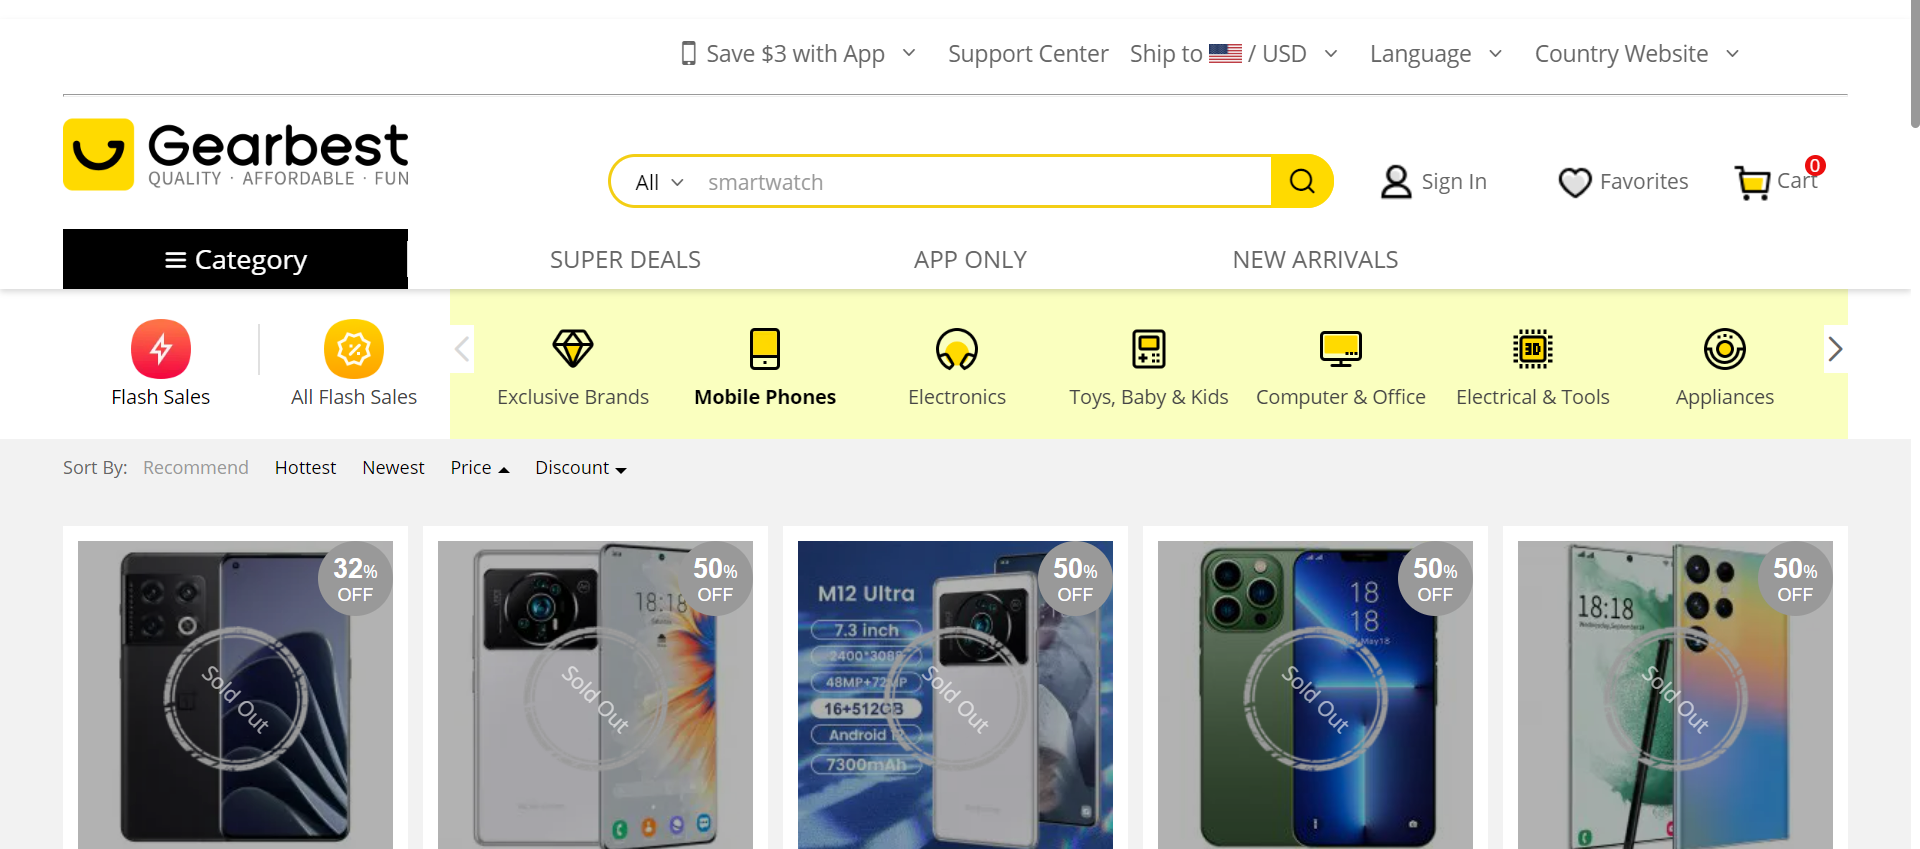 Save $3 with App
Support Center
Ship to / USD
Language
Country Website
Gearbest
QUALITY · AFFORDABLE · FUN
All
smartwatch
Sign In
Favorites
0
Cart
Category
SUPER DEALS
APP ONLY
NEW ARRIVALS
Flash Sales
All Flash Sales
Exclusive Brands
Mobile Phones
Electronics
Toys, Baby & Kids
Computer & Office
3D
Electrical & Tools
Appliances
Sort By:
Recommend
Hottest
Newest
Price
Discount
32%
OFF
Sold Out
50%
OFF
18:18
Sold Out
50%
OFF
M12 Ultra
7.3 inch
2400*3088
48MP+72MP
16+512GB
Android 12
7300mAh
Sold Out
50%
OFF
18
18
May18
Sold Out
50%
OFF
18:18
Sold Out